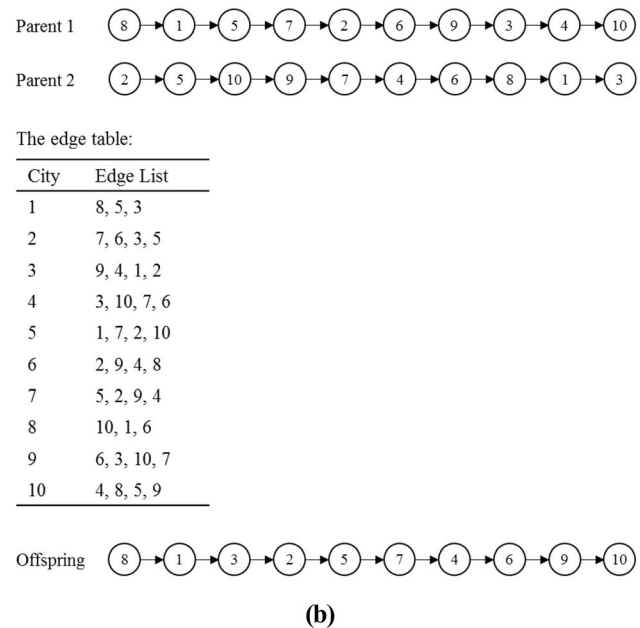 Parent 1 8 1 5 7 2 6 9 3 4 10
Parent 2 2 5 10 9 7 4 6 8 1 3
The edge table:
City Edge List
1 8, 5, 3
2 7, 6, 3, 5
3 9, 4, 1, 2
4 3, 10, 7, 6
5 1, 7, 2, 10
6 2, 9, 4, 8
7 5, 2, 9, 4
8 10, 1, 6
9 6, 3, 10, 7
10 4, 8, 5, 9
Offspring 8 1 3 2 5 7 4 6 9 10
(b)